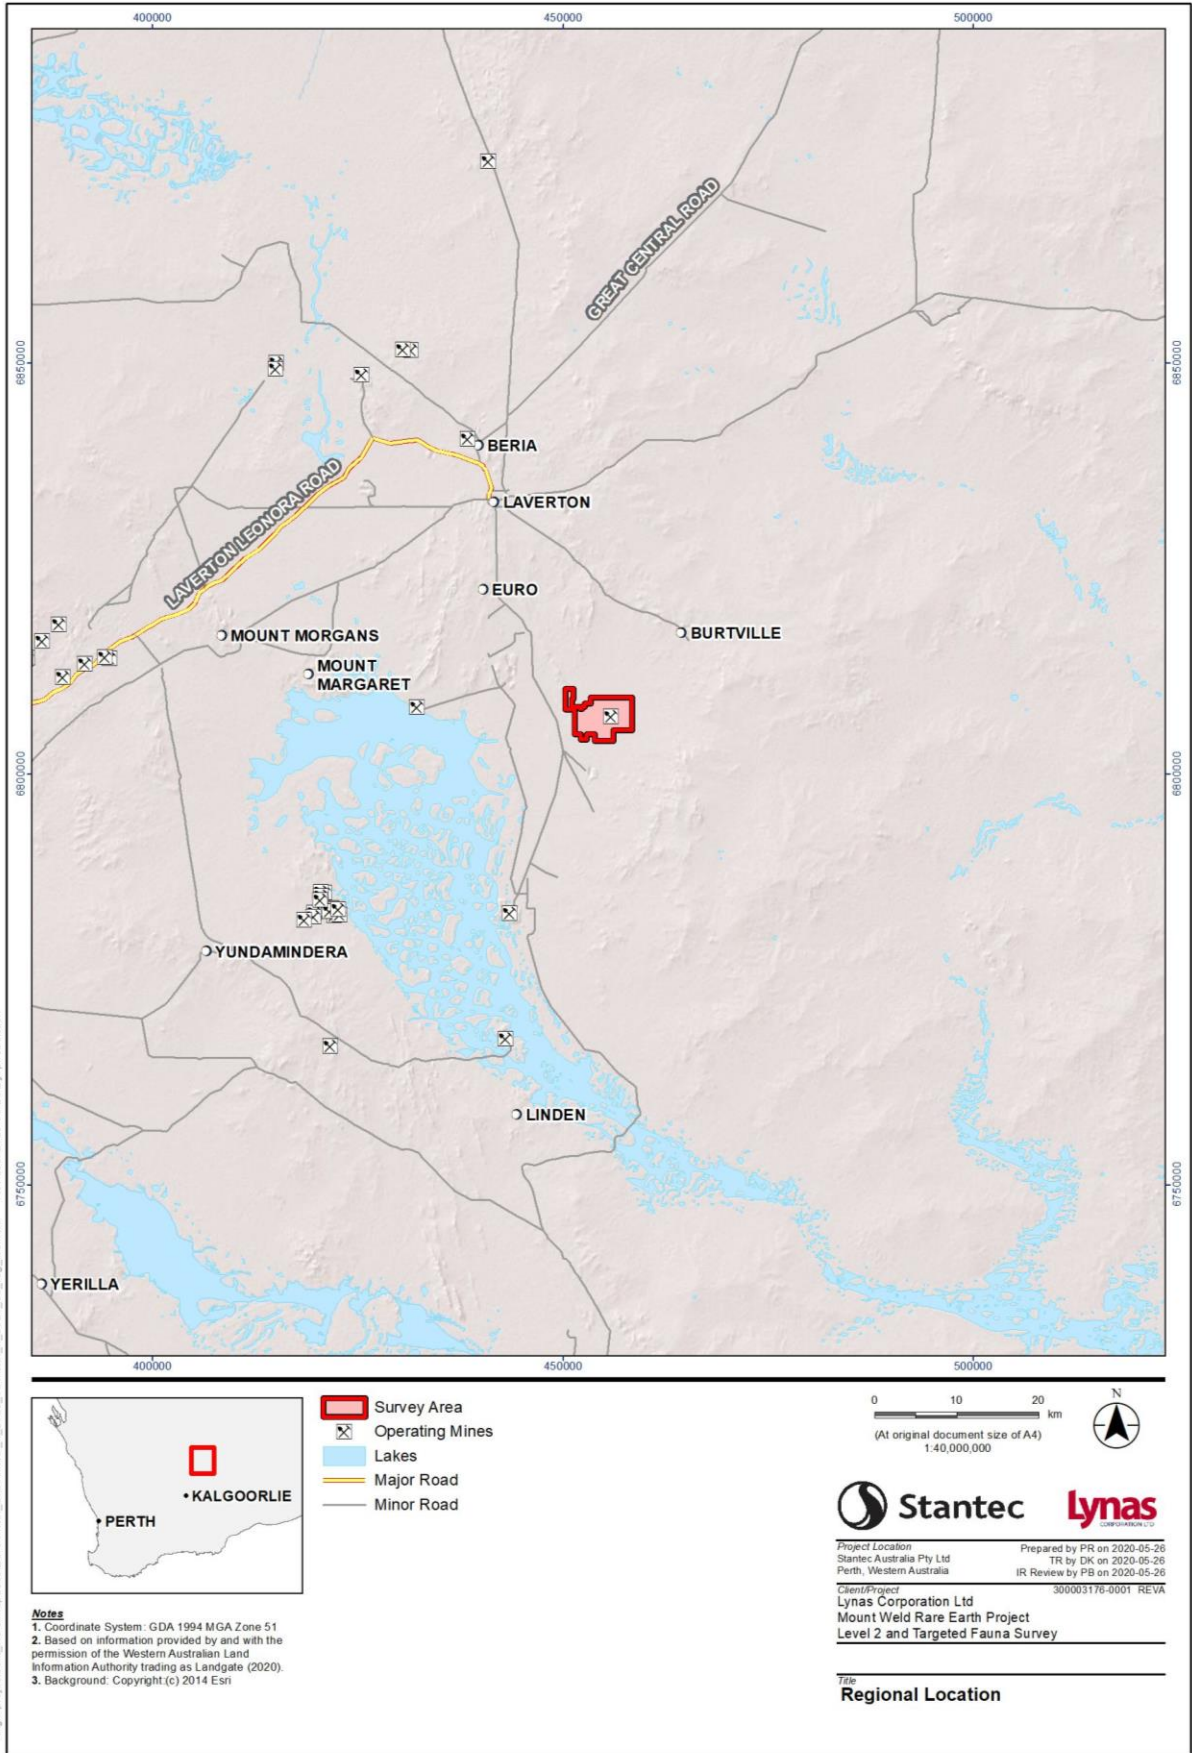 400000
450000
500000
GREAT CENTRAL ROAD
6850000
6850000
BERIA
LAVERTON LEONORA ROAD
LAVERTON
EURO
MOUNT MORGANS
BURTVILLE
MOUNT
MARGARET
6800000
6800000
YUNDAMINDERA
LINDEN
6750000
6750000
YERILLA
400000
450000
500000
KALGOORLIE
PERTH
Survey Area
Operating Mines
Lakes
Major Road
Minor Road
0 10 20
km
(At original document size of A4)
1:40,000,000
N
Stantec
Lynas
CORPORATION LTD
Project Location
Stantec Australia Pty Ltd
Perth, Western Australia
Prepared by PR on 2020-05-26
TR by DK on 2020-05-26
IR Review by PB on 2020-05-26
Client/Project
300003176-0001 REVA
Lynas Corporation Ltd
Mount Weld Rare Earth Project
Level 2 and Targeted Fauna Survey
Title
Regional Location
Notes
1. Coordinate System: GDA 1994 MGA Zone 51
2. Based on information provided by and with the
permission of the Western Australian Land
Information Authority trading as Landgate (2020).
3. Background: Copyright:(c) 2014 Esri